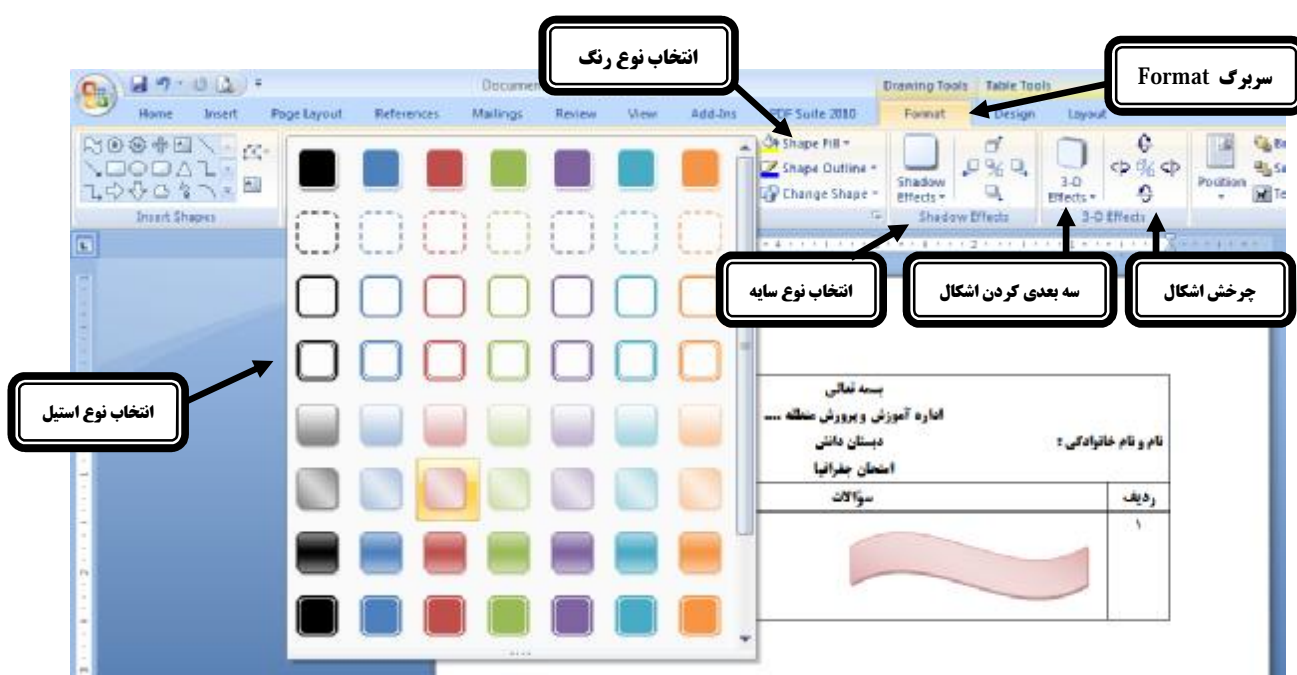 انتخاب نوع رنگ
سربرگ Format
Drawing Tools Table Tools
Home Insert Page Layout References Mailings Review View Add-Ins PDF Suite 2010 Format Design Layout
Shape Fill
Shape Outline
Change Shape
Shadow Effects
3-D Effects
Position
Insert Shapes
Shadow Effects
3-D Effects
انتخاب نوع سایه
سه بعدی کردن اشکال
چرخش اشکال
انتخاب نوع استیل
بسمه تعالی
اداره آموزش و پرورش منطقه ....
نام و نام خانوادگی :
دبستان دانش
امتحان جغرافیا
ردیف
سؤالات
۱